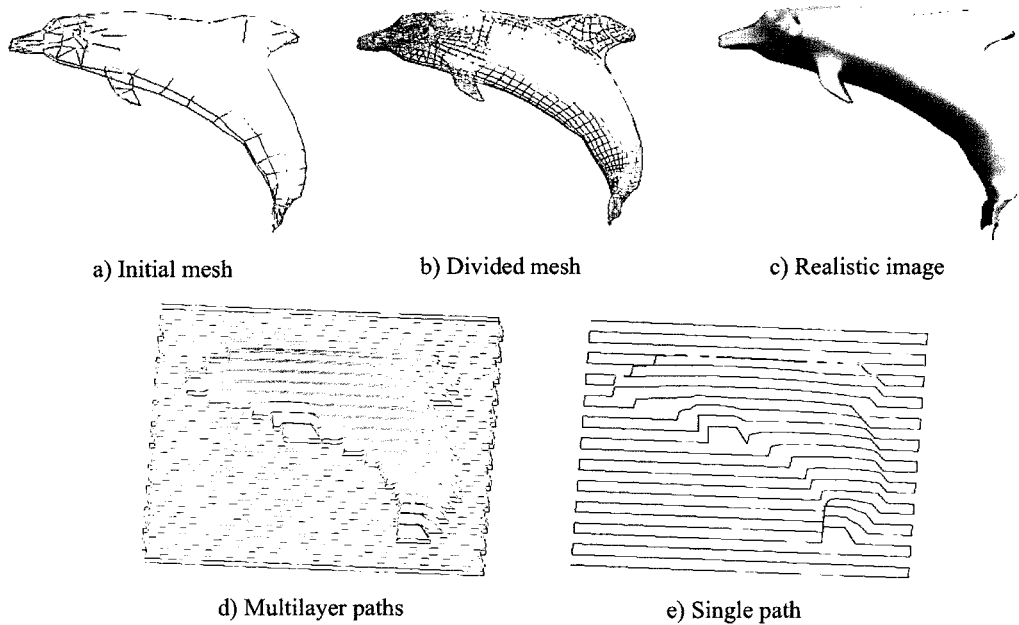 a) Initial mesh
b) Divided mesh
c) Realistic image
d) Multilayer paths
e) Single path